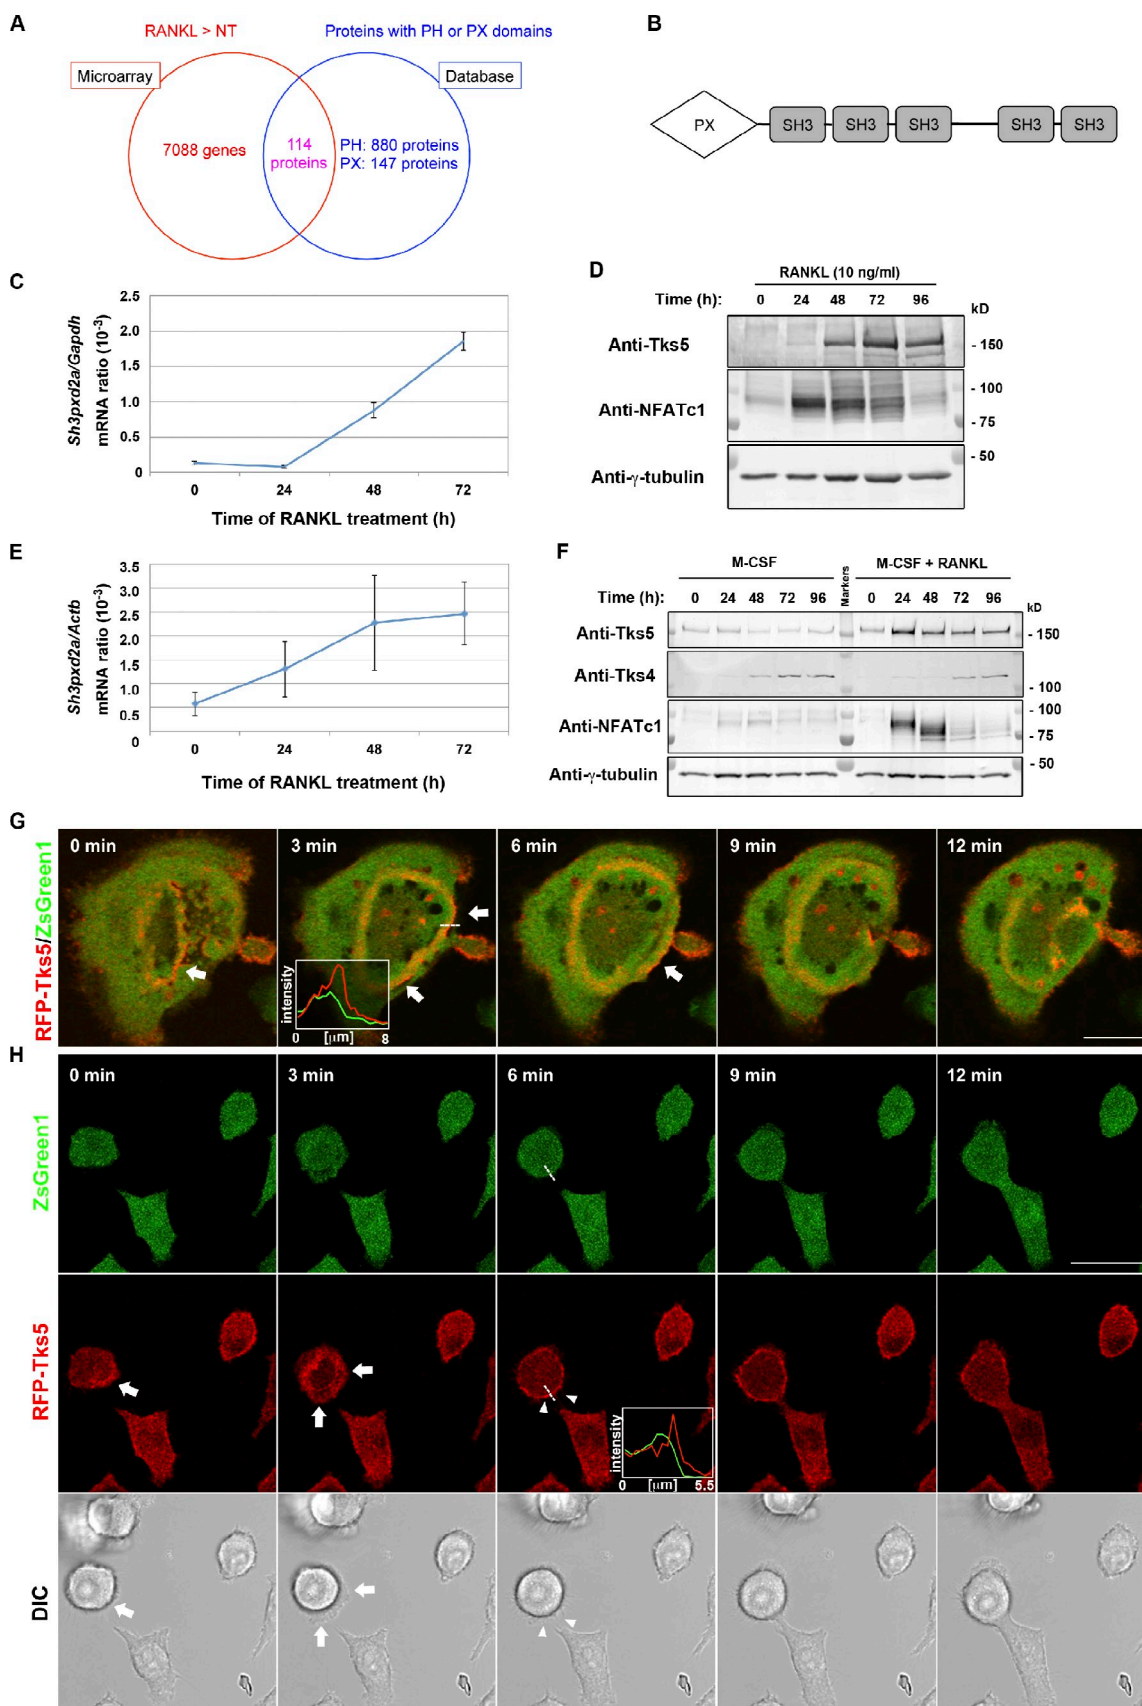 A
RANKL > NT
Proteins with PH or PX domains
Microarray
Database
7088 genes
114
proteins
PH: 880 proteins
PX: 147 proteins
B
PX
SH3
SH3
SH3
SH3
SH3
C
Sh3pxd2a/Gapdh
mRNA ratio (10-3)
2.5
2.0
1.5
1.0
0.5
0
0 24 48 72
Time of RANKL treatment (h)
D
RANKL (10 ng/ml)
Time (h): 0 24 48 72 96
kD
Anti-Tks5
- 150
Anti-NFATc1
- 100
- 75
Anti-γ-tubulin
- 50
E
Sh3pxd2a/Actb
mRNA ratio (10-3)
3.5
3.0
2.5
2.0
1.5
1.0
0.5
0
0 24 48 72
Time of RANKL treatment (h)
F
M-CSF
Markers
M-CSF + RANKL
Time (h): 0 24 48 72 96 0 24 48 72 96
kD
Anti-Tks5
- 150
Anti-Tks4
- 100
Anti-NFATc1
- 100
- 75
Anti-γ-tubulin
- 50
G
RFP-Tks5/ZsGreen1
0 min
3 min
6 min
9 min
12 min
intensity
0 [μm] 8
H
ZsGreen1
0 min
3 min
6 min
9 min
12 min
RFP-Tks5
intensity
0 [μm] 5.5
DIC